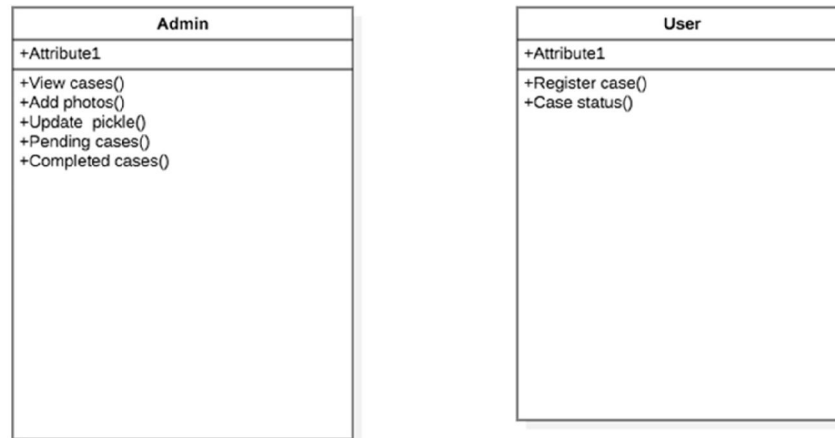 Admin
+Attribute1
+View cases()
+Add photos()
+Update  pickle()
+Pending cases()
+Completed cases()
User
+Attribute1
+Register case()
+Case status()